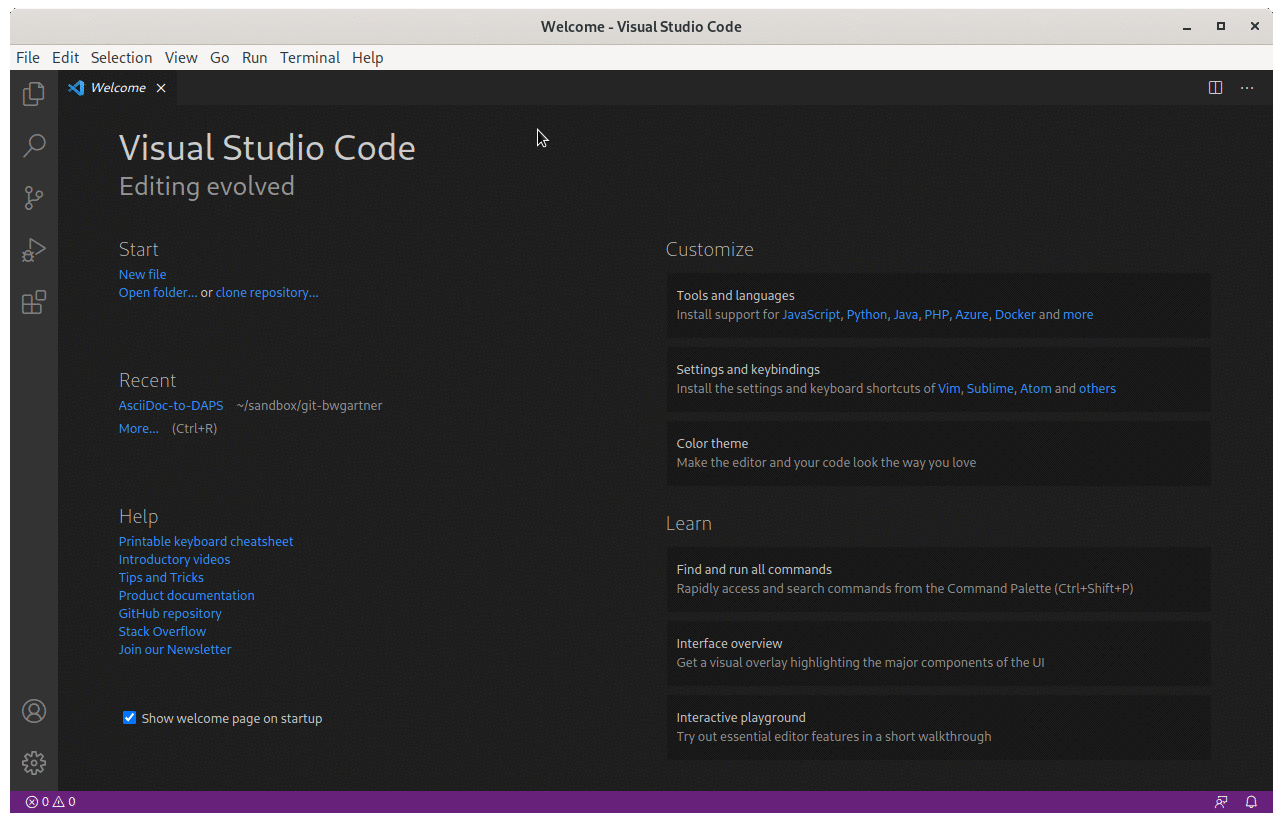 Welcome - Visual Studio Code
File Edit Selection View Go Run Terminal Help
Welcome
Visual Studio Code
Editing evolved
Start
New file
Open folder... or clone repository...
Recent
AsciiDoc-to-DAPS ~/sandbox/git-bwgartner
More... (Ctrl+R)
Help
Printable keyboard cheatsheet
Introductory videos
Tips and Tricks
Product documentation
GitHub repository
Stack Overflow
Join our Newsletter
Show welcome page on startup
Customize
Tools and languages
Install support for JavaScript, Python, Java, PHP, Azure, Docker and more
Settings and keybindings
Install the settings and keyboard shortcuts of Vim, Sublime, Atom and others
Color theme
Make the editor and your code look the way you love
Learn
Find and run all commands
Rapidly access and search commands from the Command Palette (Ctrl+Shift+P)
Interface overview
Get a visual overlay highlighting the major components of the UI
Interactive playground
Try out essential editor features in a short walkthrough
0 0